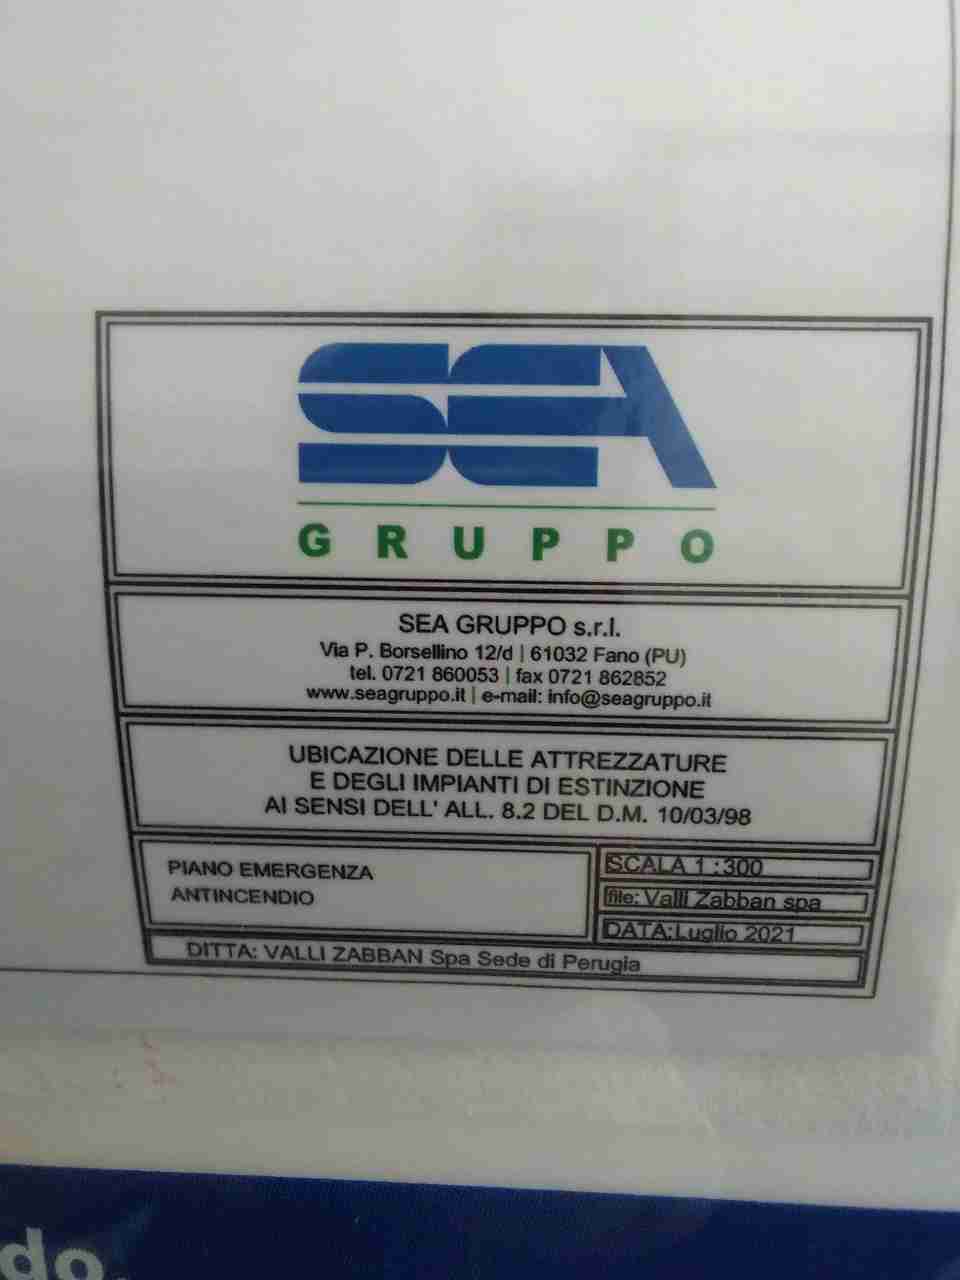 SEA
GRUPPO
SEA GRUPPO s.r.l.
Via P. Borsellino 12/d | 61032 Fano (PU)
tel. 0721 860053 | fax 0721 862852
www.seagruppo.it | e-mail: info@seagruppo.it
UBICAZIONE DELLE ATTREZZATURE
E DEGLI IMPIANTI DI ESTINZIONE
AI SENSI DELL' ALL. 8.2 DEL D.M. 10/03/98
PIANO EMERGENZA
ANTINCENDIO
SCALA 1 :300
file: Valli Zabban spa
DATA:Luglio 2021
DITTA: VALLI ZABBAN Spa Sede di Perugia
do.